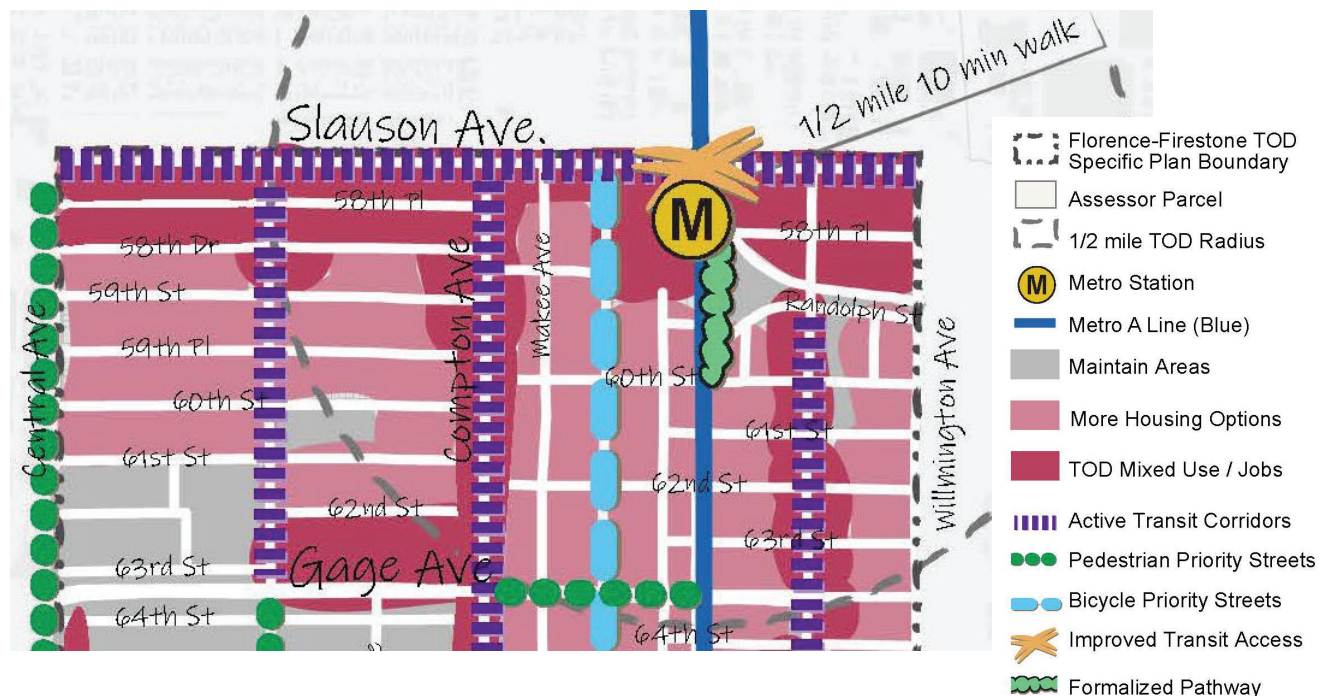 1/2 mile 10 min walk
Slauson Ave.
58th Pl
58th Pl
58th Dr
59th St
59th Pl
60th St
61st St
62nd St
63rd St
64th St
Central Ave
Compton Ave
Makee Ave
Gage Ave
M
Randolph St
60th St
61st St
62nd St
63rd St
64th St
Willmington Ave
Florence-Firestone TOD
Specific Plan Boundary
Assessor Parcel
1/2 mile TOD Radius
M
Metro Station
Metro A Line (Blue)
Maintain Areas
More Housing Options
TOD Mixed Use / Jobs
Active Transit Corridors
Pedestrian Priority Streets
Bicycle Priority Streets
Improved Transit Access
Formalized Pathway